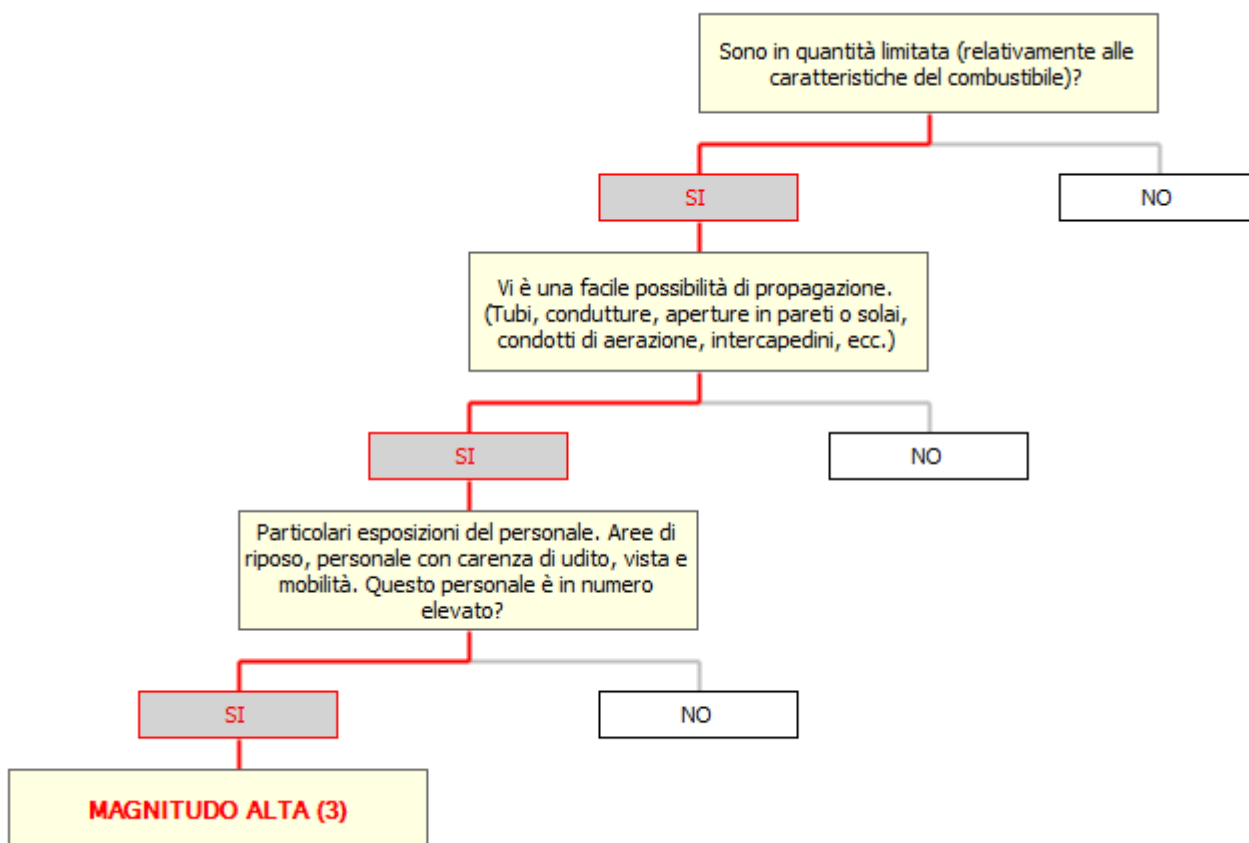 Sono in quantità limitata (relativamente alle
caratteristiche del combustibile)?
SI
NO
Vi è una facile possibilità di propagazione.
(Tubi, condutture, aperture in pareti o solai,
condotti di aerazione, intercapedini, ecc.)
SI
NO
Particolari esposizioni del personale. Aree di
riposo, personale con carenza di udito, vista e
mobilità. Questo personale è in numero
elevato?
SI
NO
MAGNITUDO ALTA (3)